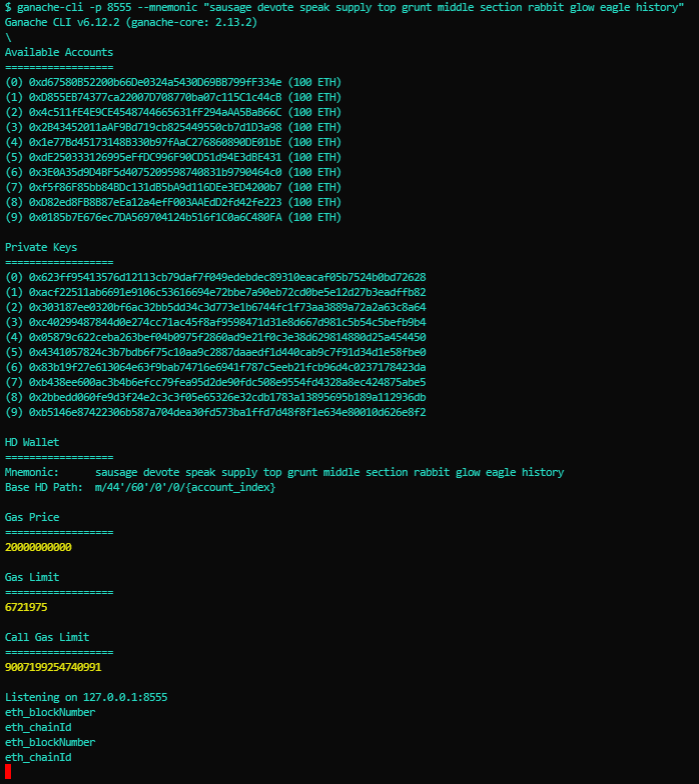 $ ganache-cli -p 8555 --mnemonic "sausage devote speak supply top grunt middle section rabbit glow eagle history"
Ganache CLI v6.12.2 (ganache-core: 2.13.2)
\
Available Accounts
==================
(0) 0xd67580B52200b66De0324a5430D69BB799fF334e (100 ETH)
(1) 0xD855EB74377ca22007D708770ba07c115C1c44cB (100 ETH)
(2) 0x4c511fE4E9CE4548744665631fF294aAA5BaB66C (100 ETH)
(3) 0x2B43452011aAF9Bd719cb825449550cb7d1D3a98 (100 ETH)
(4) 0x1e77Bd45173148B330b97fAaC276860890DE01bE (100 ETH)
(5) 0xdE250333126995eFfDC996F90CD51d94E3dBE431 (100 ETH)
(6) 0x3E0A35d9D4BF5d4075209598740831b9790464c0 (100 ETH)
(7) 0xf5f86F85bb84BDc131dB5bA9d116DEe3ED4200b7 (100 ETH)
(8) 0xD82ed8FB8B87eEa12a4efF003AAEdD2fd42fe223 (100 ETH)
(9) 0x0185b7E676ec7DA569704124b516f1C0a6C480FA (100 ETH)
Private Keys
==================
(0) 0x623ff95413576d12113cb79daf7f049edebdec89310eacaf05b7524b0bd72628
(1) 0xacf22511ab6691e9106c53616694e72bbe7a90eb72cd0be5e12d27b3eadffb82
(2) 0x303187ee0320bf6ac32bb5dd34c3d773e1b6744fc1f73aa3889a72a2a63c8a64
(3) 0xc40299487844d0e274cc71ac45f8af9598471d31e8d667d981c5b54c5befb9b4
(4) 0x05879c622ceba263bef04b0975f2860ad9e21f0c3e38d629814880d25a454450
(5) 0x4341057824c3b7bdb6f75c10aa9c2887daaedf1d440cab9c7f91d34d1e58fbe0
(6) 0x83b19f27e613064e63f9bab74716e6941f787c5eeb21fcb96d4c0237178423da
(7) 0xb438ee600ac3b4b6efcc79fea95d2de90fdc508e9554fd4328a8ec424875abe5
(8) 0x2bbedd060fe9d3f24e2c3c3f05e65326e32cdb1783a13895695b189a112936db
(9) 0xb5146e87422306b587a704dea30fd573ba1ffd7d48f8f1e634e80010d626e8f2
HD Wallet
==================
Mnemonic:      sausage devote speak supply top grunt middle section rabbit glow eagle history
Base HD Path:  m/44'/60'/0'/0/{account_index}
Gas Price
==================
20000000000
Gas Limit
==================
6721975
Call Gas Limit
==================
9007199254740991
Listening on 127.0.0.1:8555
eth_blockNumber
eth_chainId
eth_blockNumber
eth_chainId